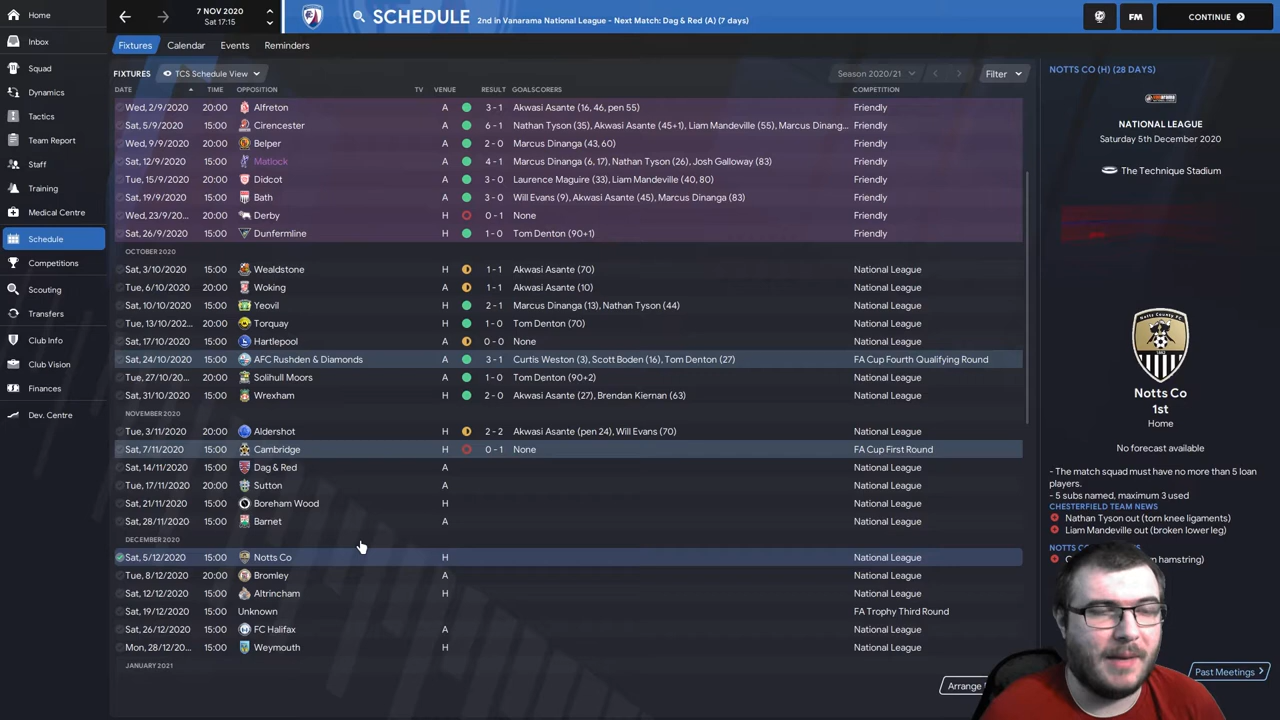 Home
7 NOV 2020
Sat 17:15
SCHEDULE
2nd in Vanarama National League - Next Match: Dag & Red (A) (7 days)
FM
CONTINUE
Inbox
Squad
Dynamics
Tactics
Team Report
Staff
Training
Medical Centre
Schedule
Competitions
Scouting
Transfers
Club Info
Club Vision
Finances
Dev. Centre
Fixtures
Calendar
Events
Reminders
FIXTURES
TCS Schedule View
Season 2020/21
Filter
DATE TIME OPPOSITION TV VENUE RESULT GOALSCORERS COMPETITION
Wed, 2/9/2020 20:00 Alfreton A 3 - 1 Akwasi Asante (16, 46, pen 55) Friendly
Sat, 5/9/2020 15:00 Cirencester A 6 - 1 Nathan Tyson (35), Akwasi Asante (45+1), Liam Mandeville (55), Marcus Dinang... Friendly
Wed, 9/9/2020 20:00 Belper A 2 - 0 Marcus Dinanga (43, 60) Friendly
Sat, 12/9/2020 15:00 Matlock A 4 - 1 Marcus Dinanga (6, 17), Nathan Tyson (26), Josh Galloway (83) Friendly
Tue, 15/9/2020 20:00 Didcot A 3 - 0 Laurence Maguire (33), Liam Mandeville (40, 80) Friendly
Sat, 19/9/2020 15:00 Bath A 3 - 0 Will Evans (9), Akwasi Asante (45), Marcus Dinanga (83) Friendly
Wed, 23/9/20... 20:00 Derby H 0 - 1 None Friendly
Sat, 26/9/2020 15:00 Dunfermline H 1 - 0 Tom Denton (90+1) Friendly
OCTOBER 2020
Sat, 3/10/2020 15:00 Wealdstone H 1 - 1 Akwasi Asante (70) National League
Tue, 6/10/2020 20:00 Woking A 1 - 1 Akwasi Asante (10) National League
Sat, 10/10/2020 15:00 Yeovil H 2 - 1 Marcus Dinanga (13), Nathan Tyson (44) National League
Tue, 13/10/202... 20:00 Torquay H 1 - 0 Tom Denton (70) National League
Sat, 17/10/2020 15:00 Hartlepool A 0 - 0 None National League
Sat, 24/10/2020 15:00 AFC Rushden & Diamonds A 3 - 1 Curtis Weston (3), Scott Boden (16), Tom Denton (27) FA Cup Fourth Qualifying Round
Tue, 27/10/20... 20:00 Solihull Moors A 1 - 0 Tom Denton (90+2) National League
Sat, 31/10/2020 15:00 Wrexham H 2 - 0 Akwasi Asante (27), Brendan Kiernan (63) National League
NOVEMBER 2020
Tue, 3/11/2020 20:00 Aldershot H 2 - 2 Akwasi Asante (pen 24), Will Evans (70) National League
Sat, 7/11/2020 15:00 Cambridge H 0 - 1 None FA Cup First Round
Sat, 14/11/2020 15:00 Dag & Red A National League
Tue, 17/11/2020 20:00 Sutton A National League
Sat, 21/11/2020 15:00 Boreham Wood H National League
Sat, 28/11/2020 15:00 Barnet A National League
DECEMBER 2020
Sat, 5/12/2020 15:00 Notts Co H National League
Tue, 8/12/2020 20:00 Bromley A National League
Sat, 12/12/2020 15:00 Altrincham H National League
Sat, 19/12/2020 15:00 Unknown FA Trophy Third Round
Sat, 26/12/2020 15:00 FC Halifax A National League
Mon, 28/12/20... 15:00 Weymouth H National League
JANUARY 2021
Arrange
NOTTS CO (H) (28 DAYS)
NATIONAL LEAGUE
Saturday 5th December 2020
The Technique Stadium
Notts Co
1st
Home
No forecast available
- The match squad must have no more than 5 loan
players.
- 5 subs named, maximum 3 used
CHESTERFIELD TEAM NEWS
Nathan Tyson out (torn knee ligaments)
Liam Mandeville out (broken lower leg)
NOTTS
hamstring)
Past Meetings